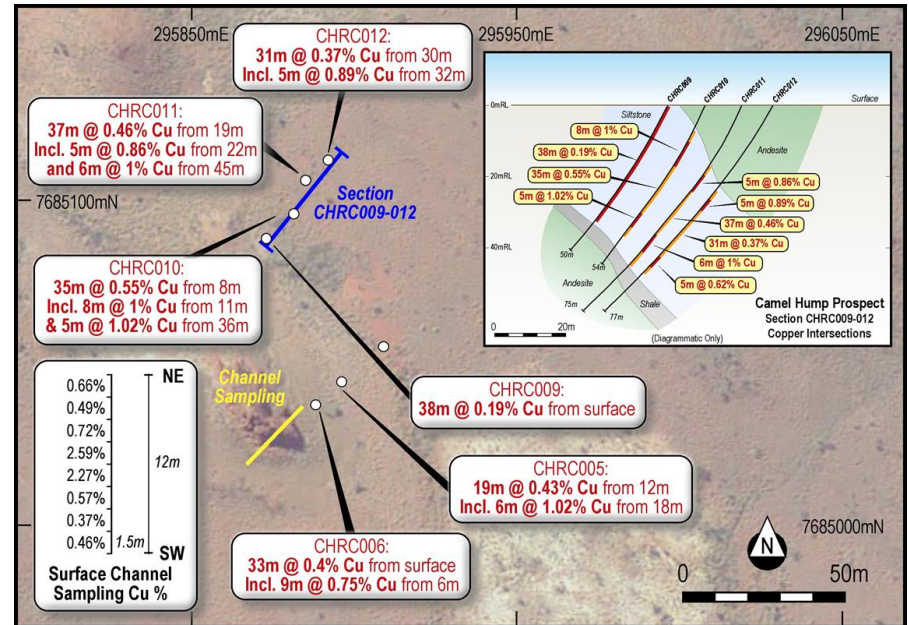 295850mE
295950mE
296050mE
CHRC012:
31m @ 0.37% Cu from 30m
Incl. 5m @ 0.89% Cu from 32m
CHRC011:
37m @ 0.46% Cu from 19m
Incl. 5m @ 0.86% Cu from 22m
and 6m @ 1% Cu from 45m
7685100mN
Section
CHRC009-012
CHRC010:
35m @ 0.55% Cu from 8m
Incl. 8m @ 1% Cu from 11m
& 5m @ 1.02% Cu from 36m
CHRC009
CHRC010
CHRC011
CHRC012
0mRL
Surface
Siltstone
8m @ 1% Cu
38m @ 0.19% Cu
Andesite
35m @ 0.55% Cu
20mRL
5m @ 0.86% Cu
5m @ 1.02% Cu
5m @ 0.89% Cu
37m @ 0.46% Cu
31m @ 0.37% Cu
40mRL
50m
6m @ 1% Cu
54m
5m @ 0.62% Cu
Andesite
75m
77m
Shale
Camel Hump Prospect
Section CHRC009-012
Copper Intersections
0
20m
(Diagrammatic Only)
Channel
Sampling
CHRC009:
38m @ 0.19% Cu from surface
NE
0.66%
0.49%
0.72%
2.59%
12m
2.27%
0.57%
0.37%
0.46%
1.5m
SW
Surface Channel
Sampling Cu %
CHRC005:
19m @ 0.43% Cu from 12m
Incl. 6m @ 1.02% Cu from 18m
CHRC006:
33m @ 0.4% Cu from surface
Incl. 9m @ 0.75% Cu from 6m
N
7685000mN
0
50m